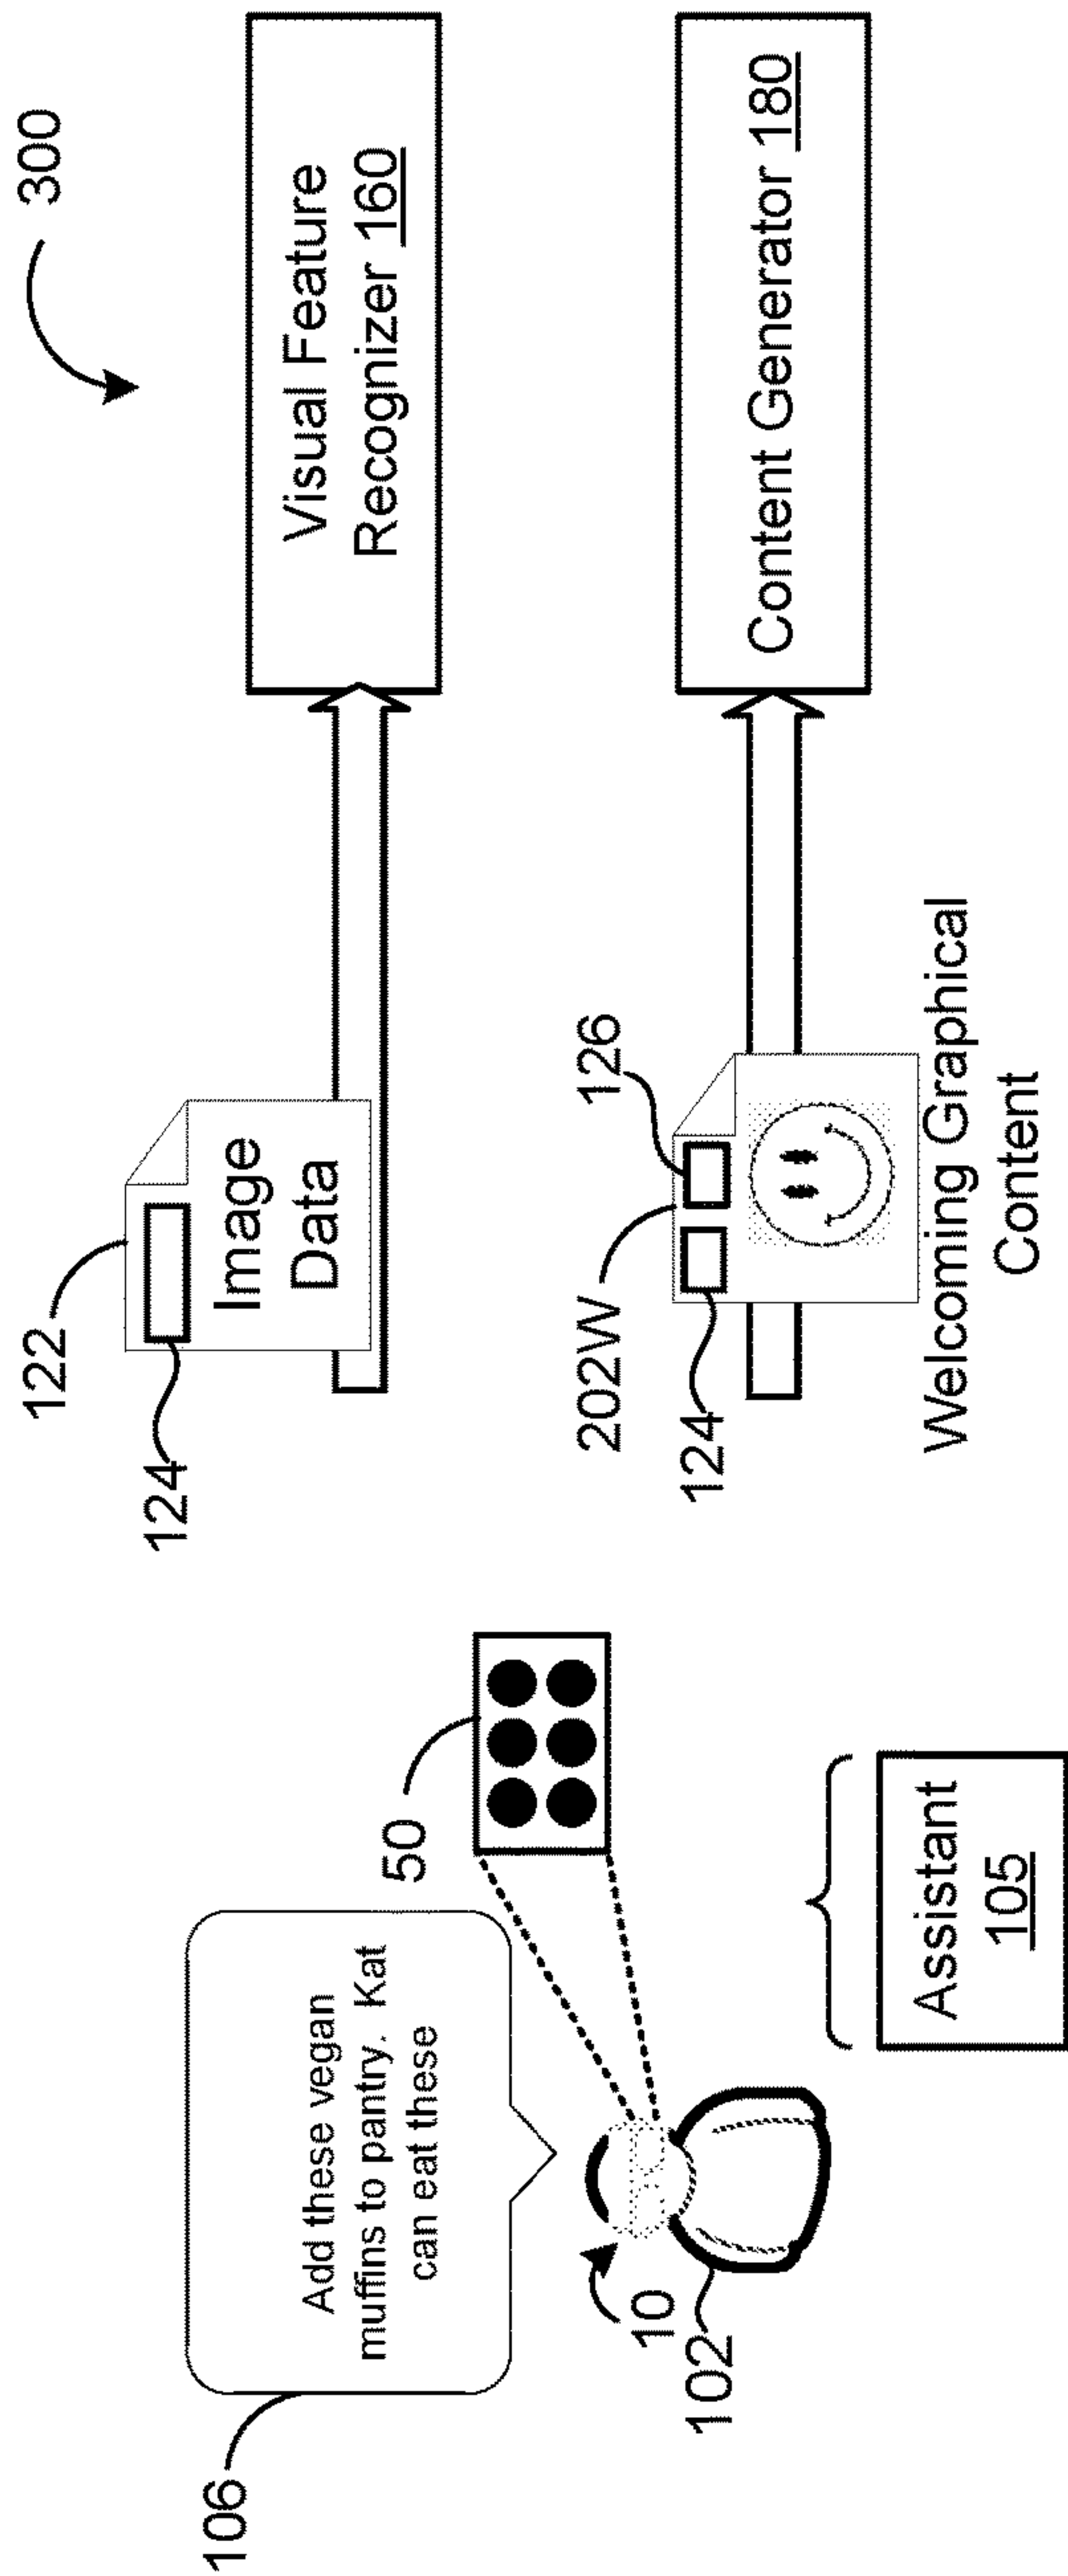 300
122
124
Image
Data
Visual Feature
Recognizer 160
106
Add these vegan
muffins to pantry. Kat
can eat these
50
10
102
Assistant
105
202W
126
124
Welcoming Graphical
Content
Content Generator 180